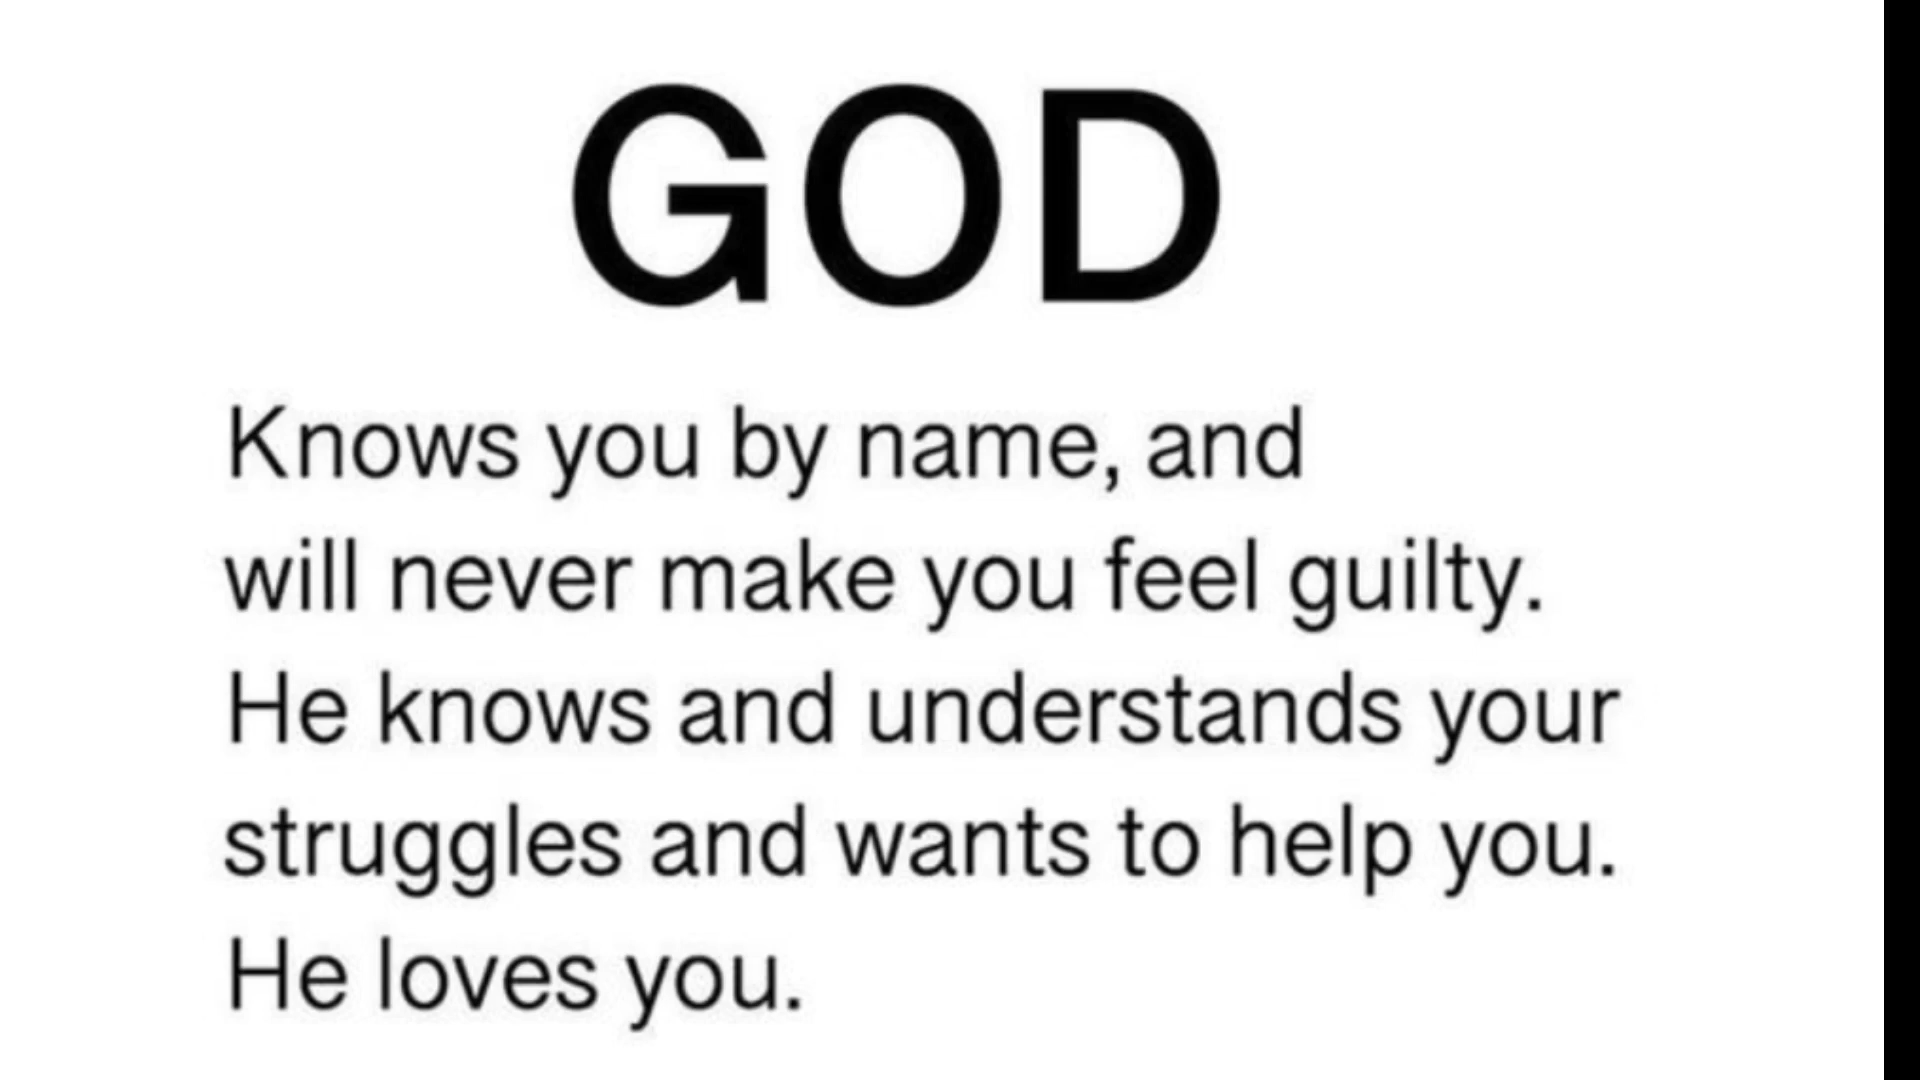 GOD
Knows you by name, and
will never make you feel guilty.
He knows and understands your
struggles and wants to help you.
He loves you.